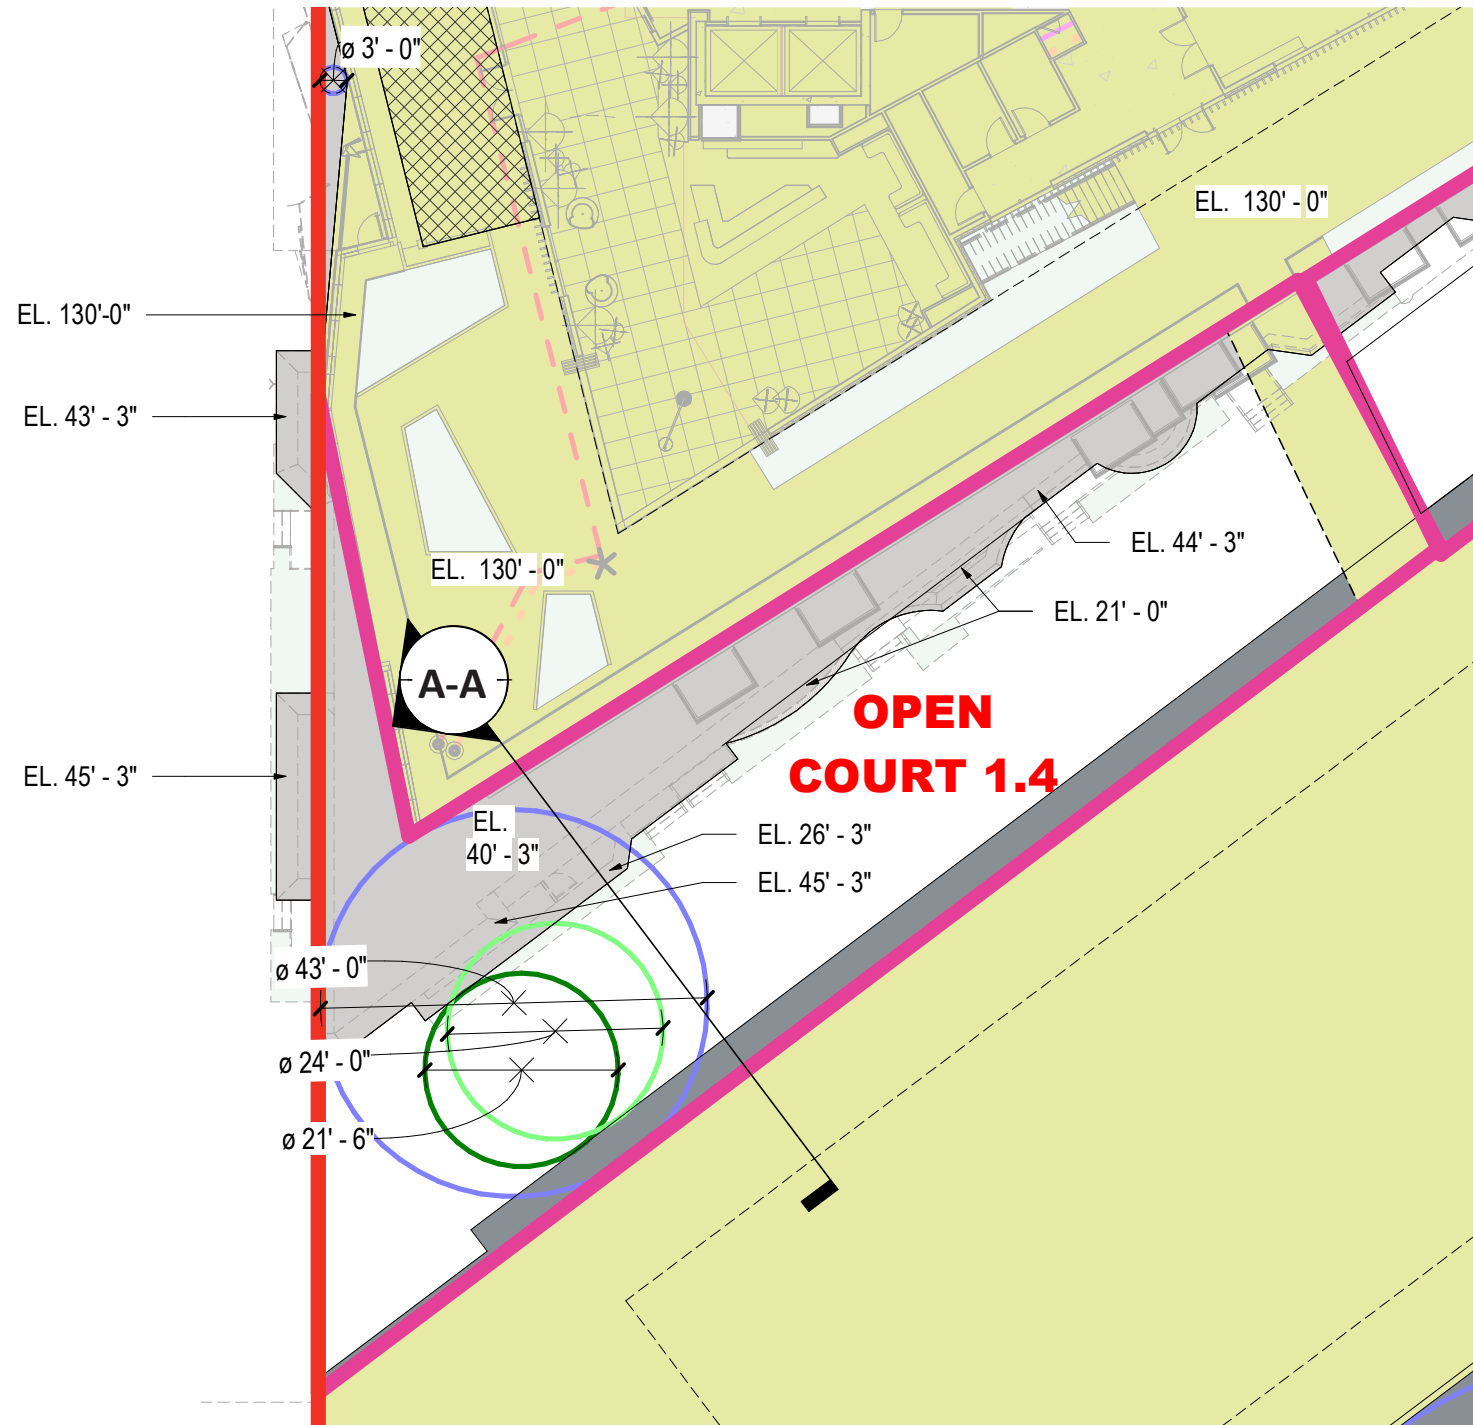 ø 3' - 0"
EL.  130' - 0"
EL. 130'-0"
EL. 43' - 3"
EL. 44' - 3"
EL.  130' - 0"
EL. 21' - 0"
A-A
OPEN
COURT 1.4
EL. 45' - 3"
EL.
40' - 3"
EL. 26' - 3"
EL. 45' - 3"
ø 43' - 0"
ø 24' - 0"
ø 21' - 6"